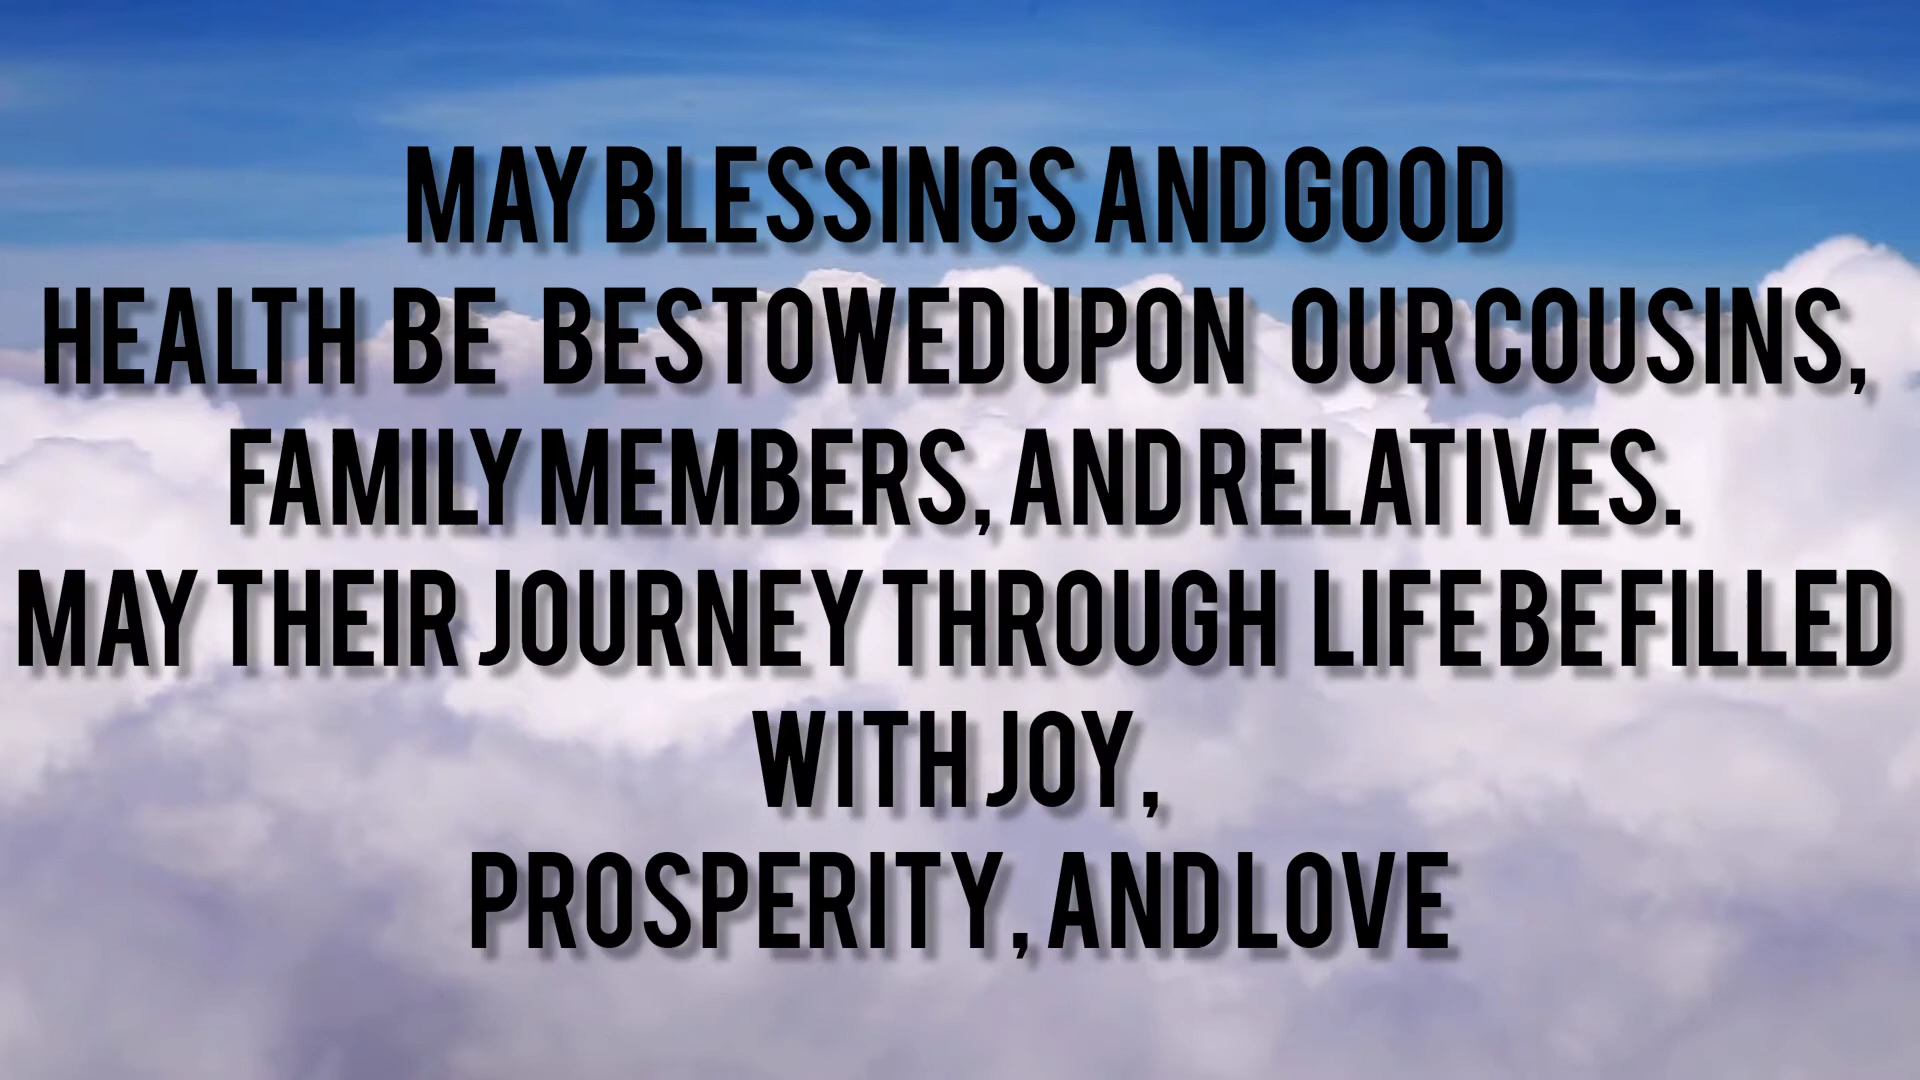 MAY BLESSINGS AND GOOD
HEALTH BE BESTOWED UPON OUR COUSINS,
FAMILY MEMBERS, AND RELATIVES.
MAY THEIR JOURNEY THROUGH LIFE BE FILLED
WITH JOY,
PROSPERITY, AND LOVE